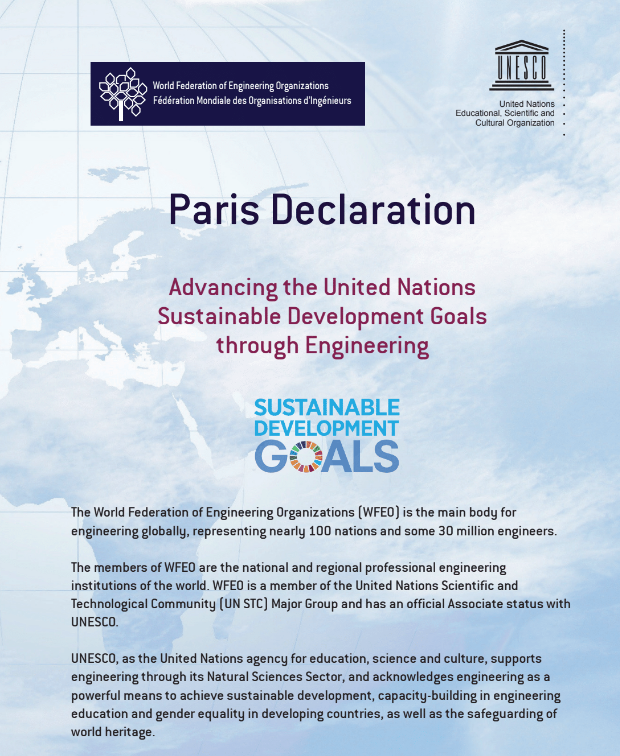 World Federation of Engineering Organizations
Fédération Mondiale des Organisations d'Ingénieurs
UNESCO
United Nations
Educational, Scientific and
Cultural Organization
Paris Declaration
Advancing the United Nations
Sustainable Development Goals
through Engineering
SUSTAINABLE
DEVELOPMENT
GOALS
The World Federation of Engineering Organizations (WFEO) is the main body for
engineering globally, representing nearly 100 nations and some 30 million engineers.
The members of WFEO are the national and regional professional engineering
institutions of the world. WFEO is a member of the United Nations Scientific and
Technological Community (UN STC) Major Group and has an official Associate status with
UNESCO.
UNESCO, as the United Nations agency for education, science and culture, supports
engineering through its Natural Sciences Sector, and acknowledges engineering as a
powerful means to achieve sustainable development, capacity-building in engineering
education and gender equality in developing countries, as well as the safeguarding of
world heritage.